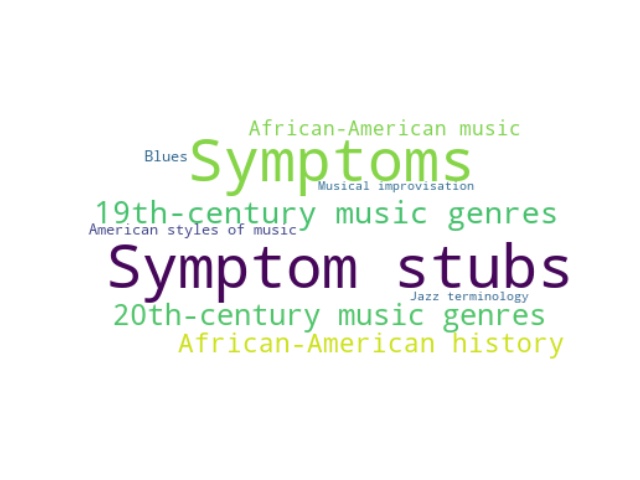 African-American music
Blues
Symptoms
Musical improvisation
19th-century music genres
American styles of music
Symptom stubs
Jazz terminology
20th-century music genres
African-American history